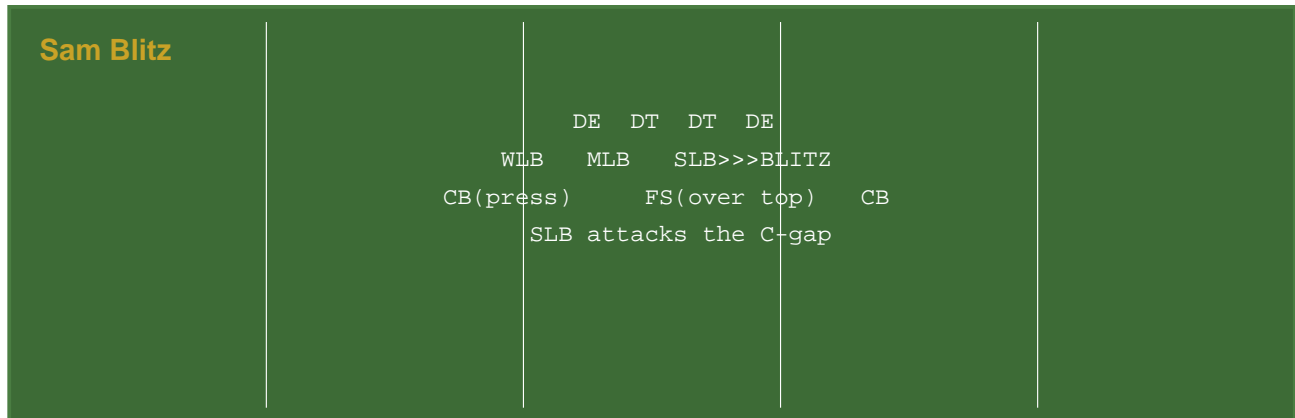 Sam Blitz
DE DT DT DE
WLB MLB SLB>>>BLITZ
CB(press) FS(over top) CB
SLB attacks the C-gap